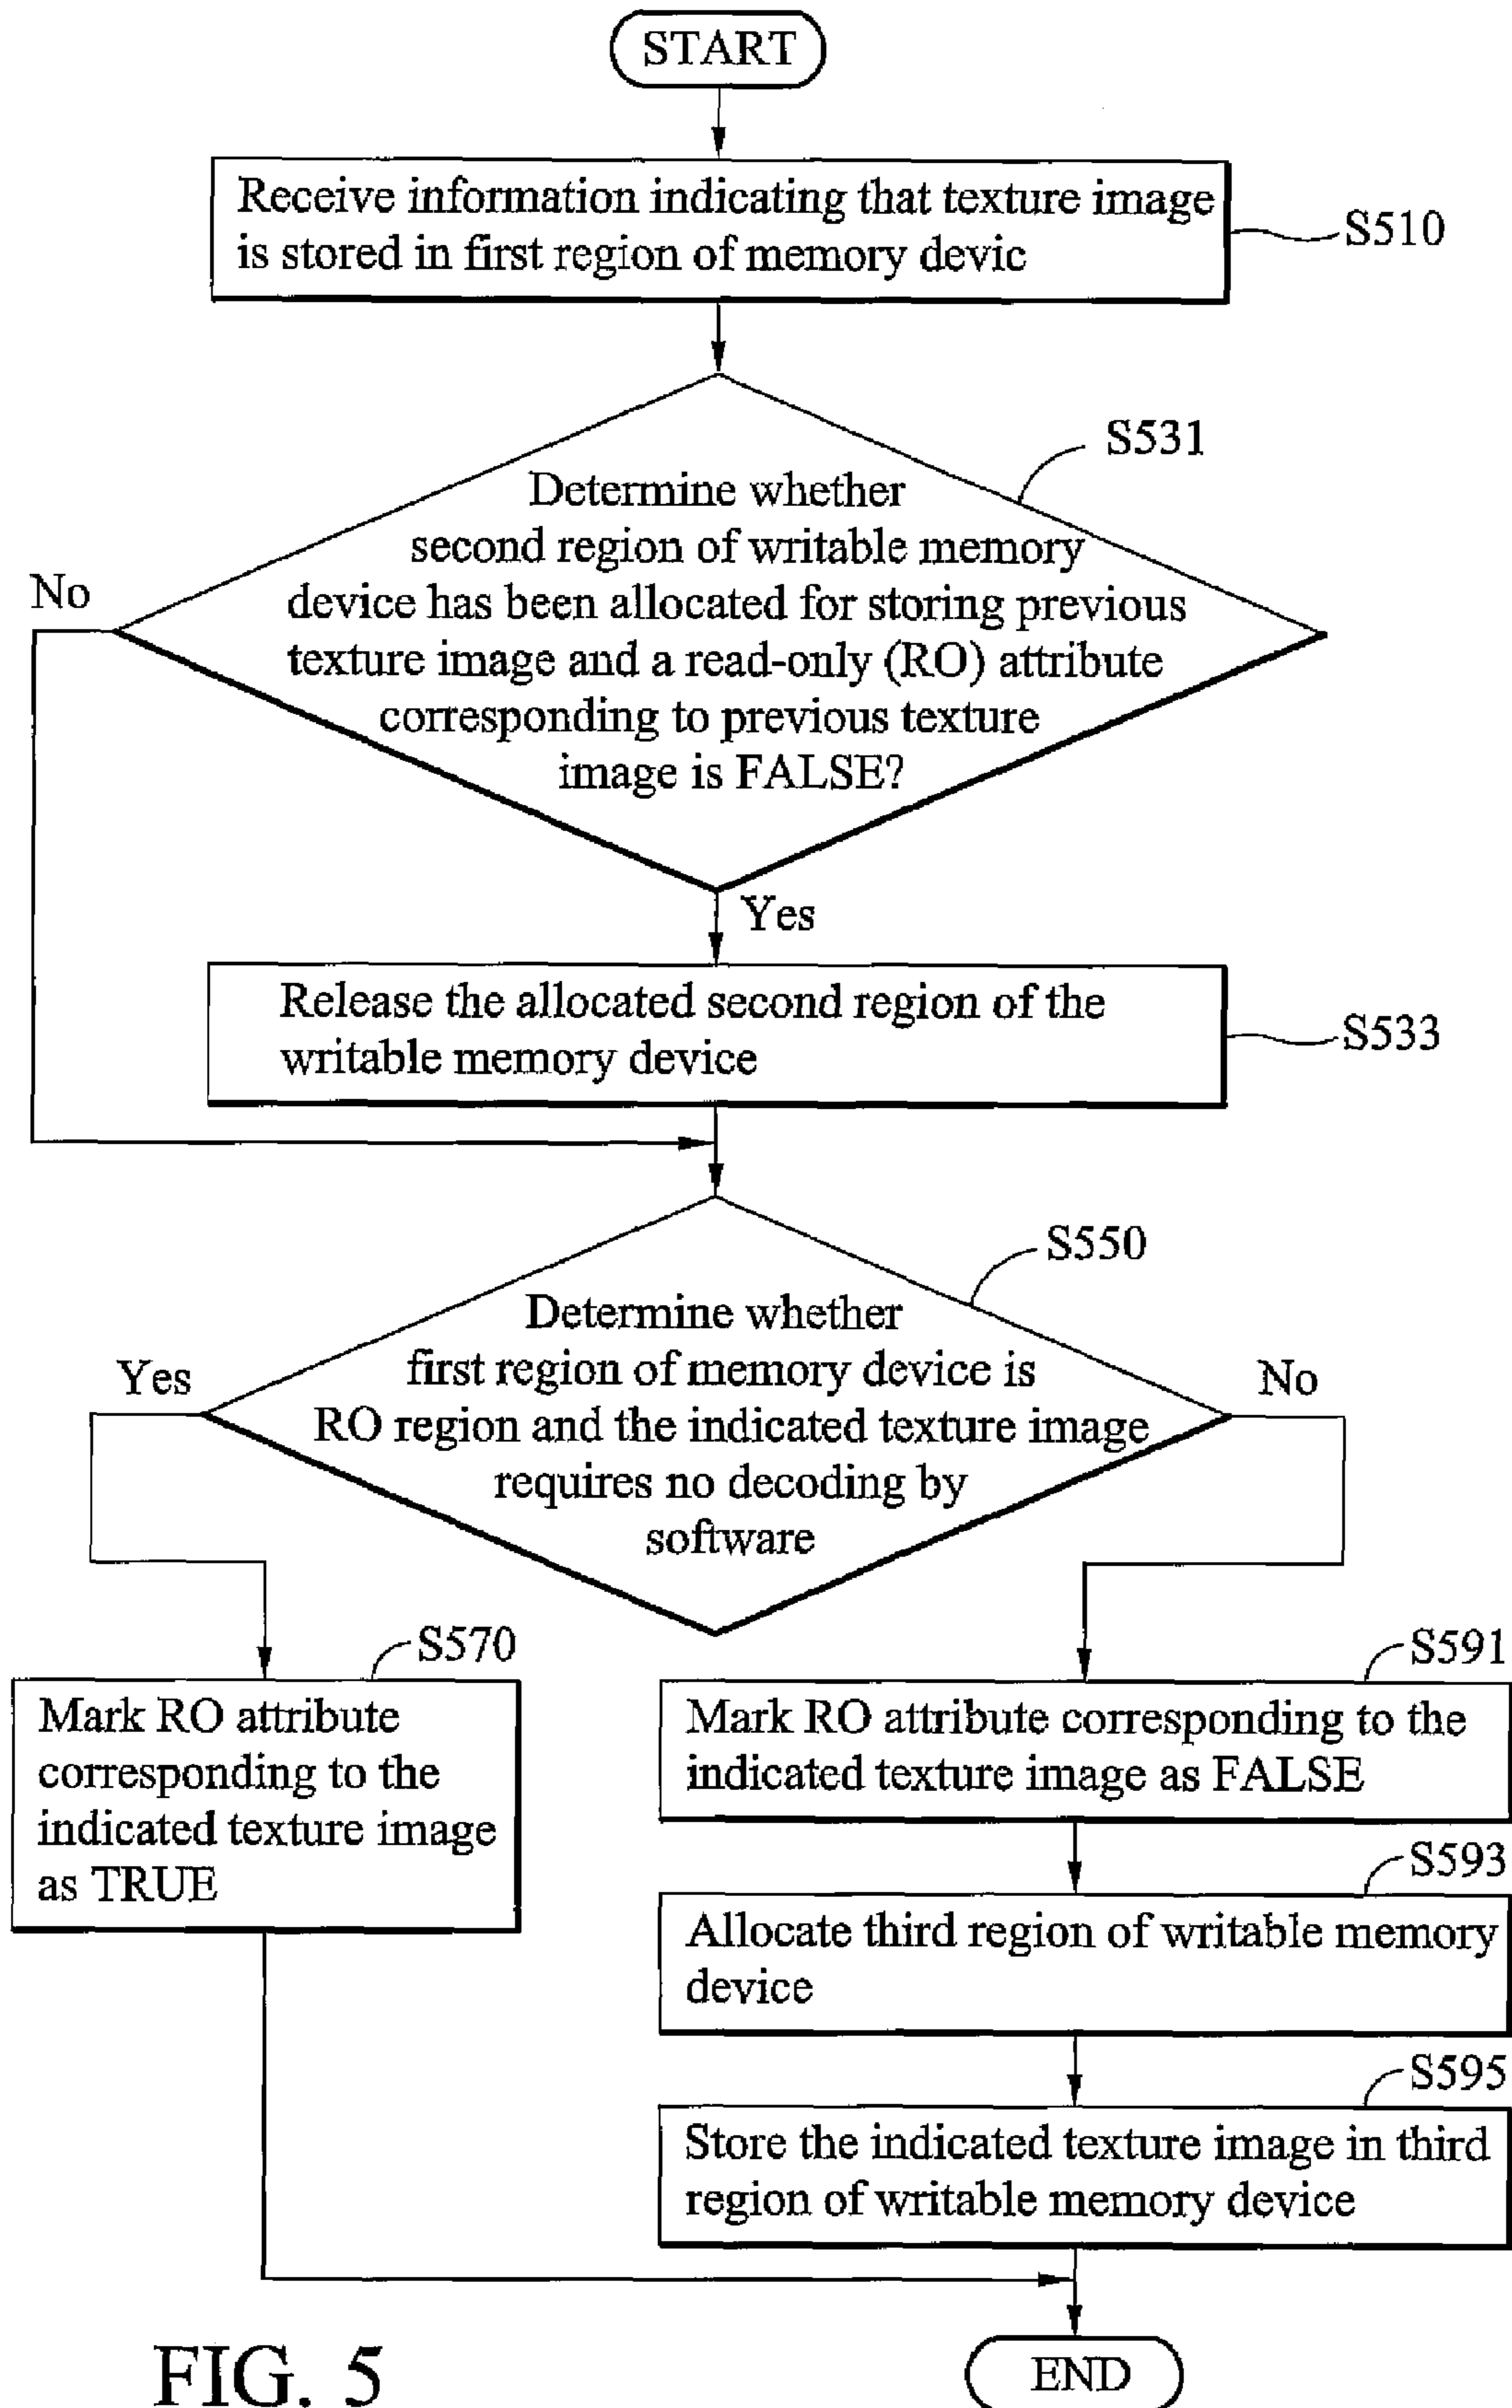 START
Receive information indicating that texture image
is stored in first region of memory devic
S510
S531
Determine whether
second region of writable memory
device has been allocated for storing previous
texture image and a read-only (RO) attribute
corresponding to previous texture
image is FALSE?
No
Yes
Release the allocated second region of the
writable memory device
S533
S550
Determine whether
first region of memory device is
RO region and the indicated texture image
requires no decoding by
software
Yes
No
S570
Mark RO attribute
corresponding to the
indicated texture image
as TRUE
S591
Mark RO attribute corresponding to the
indicated texture image as FALSE
S593
Allocate third region of writable memory
device
S595
Store the indicated texture image in third
region of writable memory device
END
FIG. 5